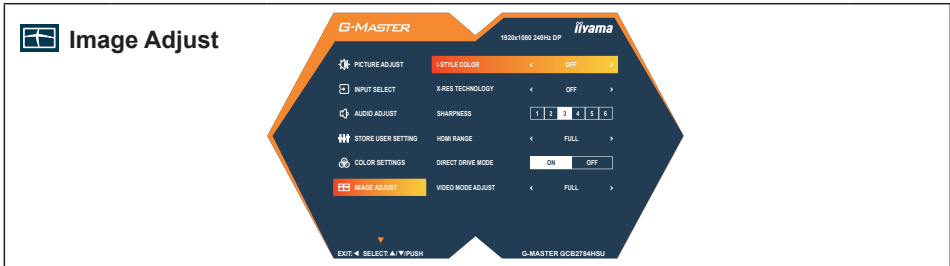 Image Adjust
G-MASTER
iiyama
1920x1080 240Hz DP
PICTURE ADJUST I-STYLE COLOR ‹ OFF ›
INPUT SELECT X-RES TECHNOLOGY ‹ OFF ›
AUDIO ADJUST SHARPNESS 1 2 3 4 5 6
STORE USER SETTING HDMI RANGE ‹ FULL ›
COLOR SETTINGS DIRECT DRIVE MODE ON OFF
IMAGE ADJUST VIDEO MODE ADJUST ‹ FULL ›
EXIT: ◀ SELECT: ▲/▼/PUSH G-MASTER GCB2784HSU